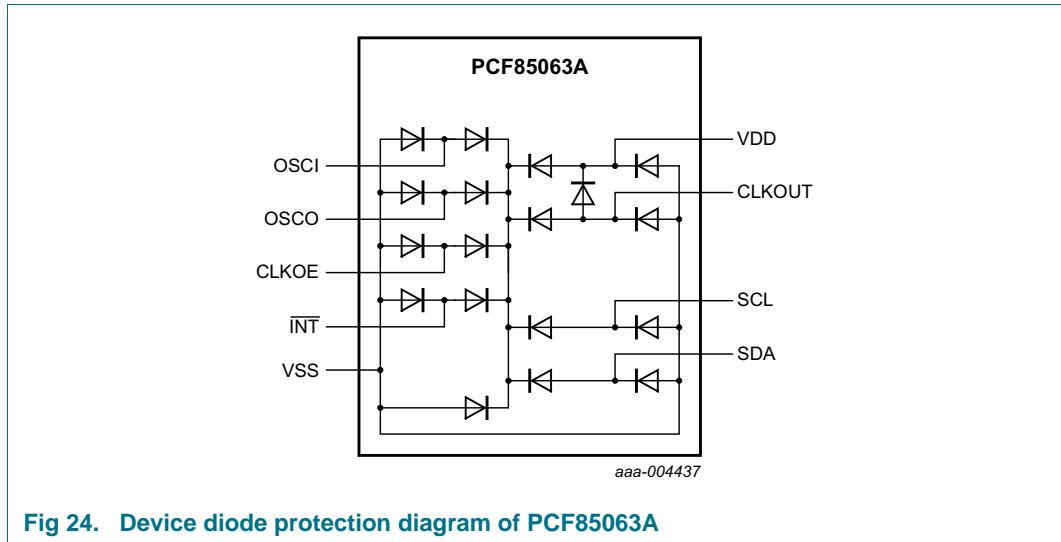 PCF85063A
OSCI
OSCO
CLKOE
INT
VSS
VDD
CLKOUT
SCL
SDA
aaa-004437
Fig 24. Device diode protection diagram of PCF85063A